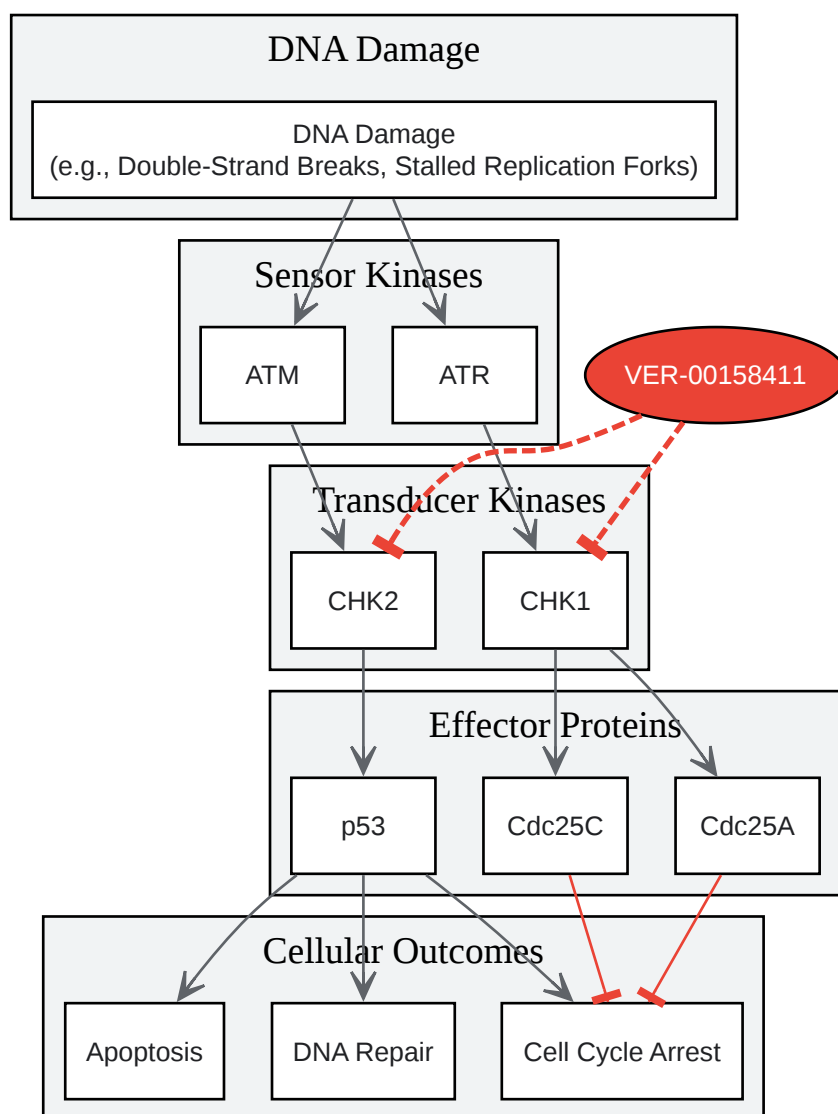 DNA Damage
DNA Damage
(e.g., Double-Strand Breaks, Stalled Replication Forks)
Sensor Kinases
ATM
ATR
VER-00158411
Transducer Kinases
CHK2
CHK1
Effector Proteins
p53
Cdc25C
Cdc25A
Cellular Outcomes
Apoptosis
DNA Repair
Cell Cycle Arrest